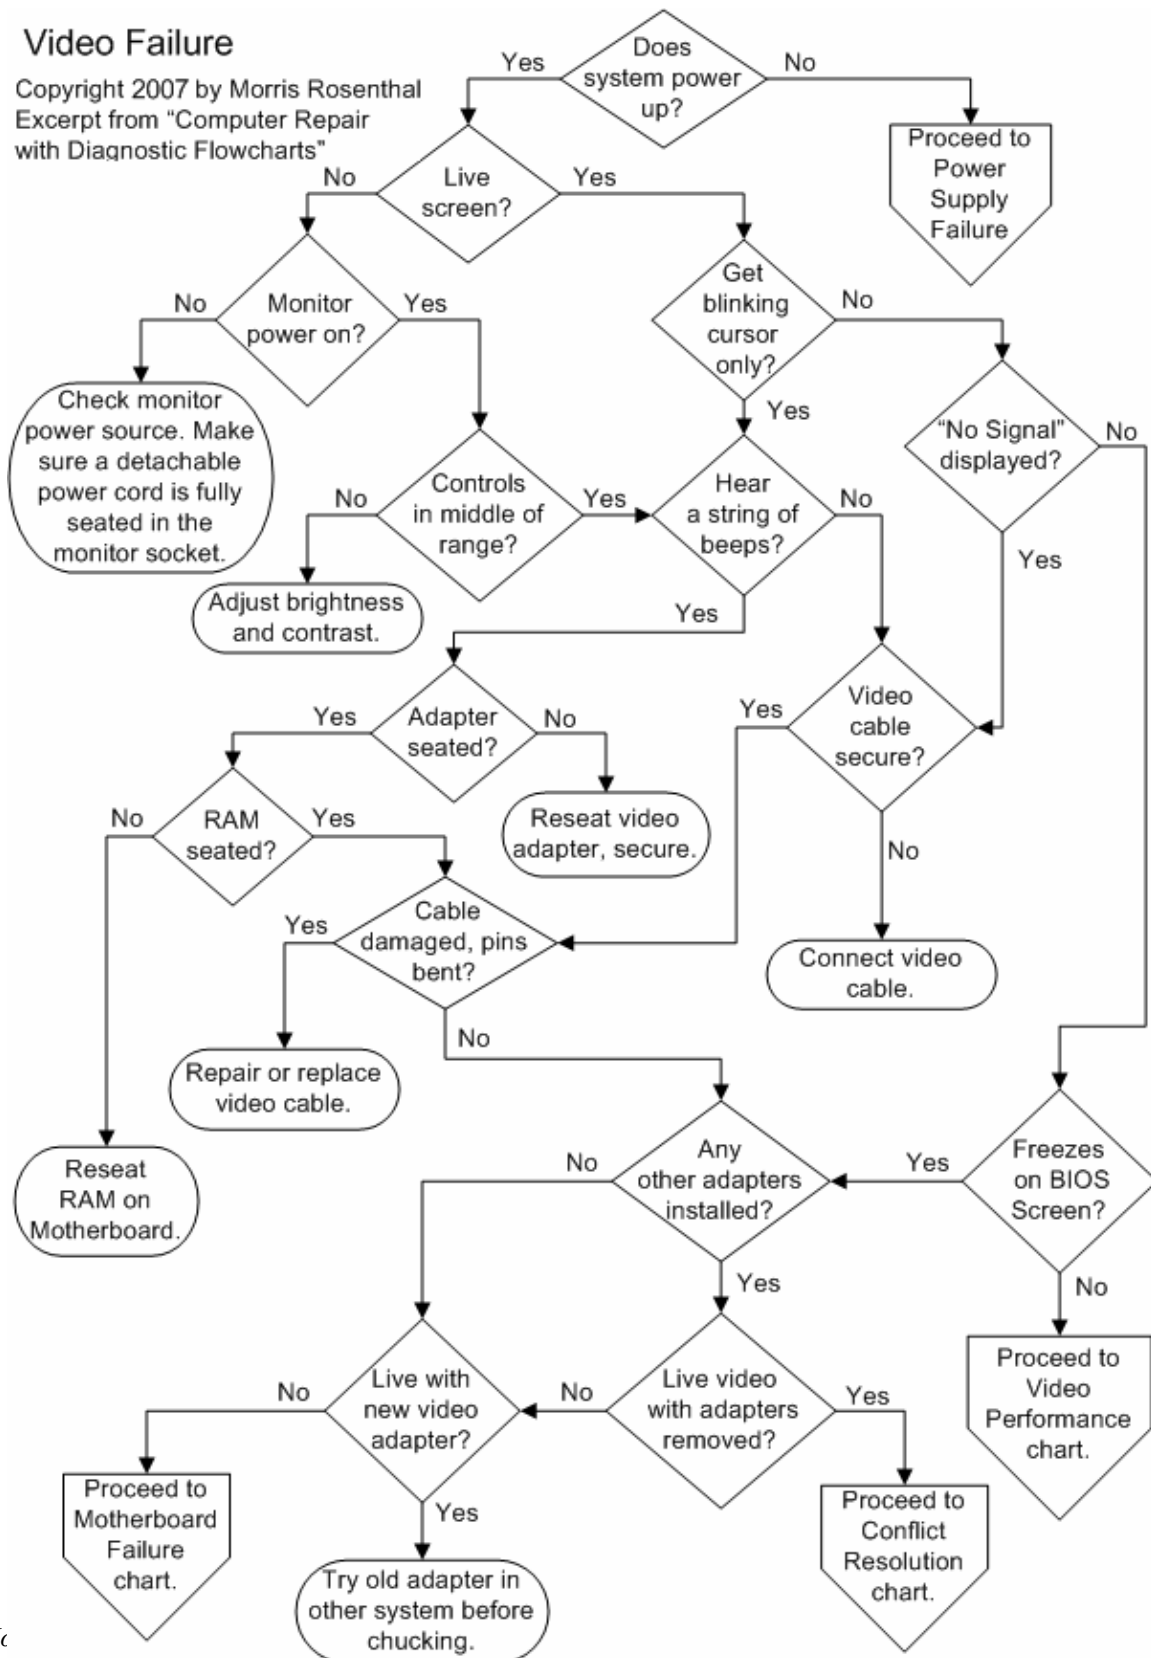 Video Failure
Copyright 2007 by Morris Rosenthal
Excerpt from “Computer Repair
with Diagnostic Flowcharts"
Does
system power
up?
Yes
No
Proceed to
Power
Supply
Failure
Live
screen?
No
Yes
Monitor
power on?
No
Yes
Get
blinking
cursor
only?
No
Yes
Check monitor
power source. Make
sure a detachable
power cord is fully
seated in the
monitor socket.
“No Signal”
displayed?
No
Yes
Controls
in middle of
range?
No
Yes
Hear
a string of
beeps?
No
Yes
Adjust brightness
and contrast.
Adapter
seated?
Yes
No
Video
cable
secure?
Yes
No
Reseat video
adapter, secure.
RAM
seated?
No
Yes
Cable
damaged, pins
bent?
Yes
No
Connect video
cable.
Repair or replace
video cable.
Reseat
RAM on
Motherboard.
Any
other adapters
installed?
No
Yes
Freezes
on BIOS
Screen?
Yes
No
Live with
new video
adapter?
No
Yes
Live video
with adapters
removed?
No
Yes
Proceed to
Video
Performance
chart.
Proceed to
Motherboard
Failure
chart.
Proceed to
Conflict
Resolution
chart.
Try old adapter in
other system before
chucking.